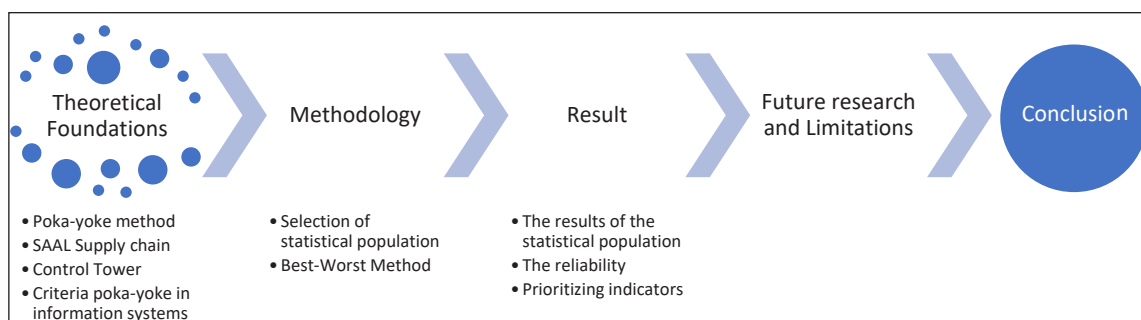 Theoretical
Foundations
Methodology
Result
Future research
and Limitations
Conclusion
• Poka-yoke method
• SAAL Supply chain
• Control Tower
• Criteria poka-yoke in
information systems
• Selection of
statistical population
• Best-Worst Method
• The results of the
statistical population
• The reliability
• Prioritizing indicators